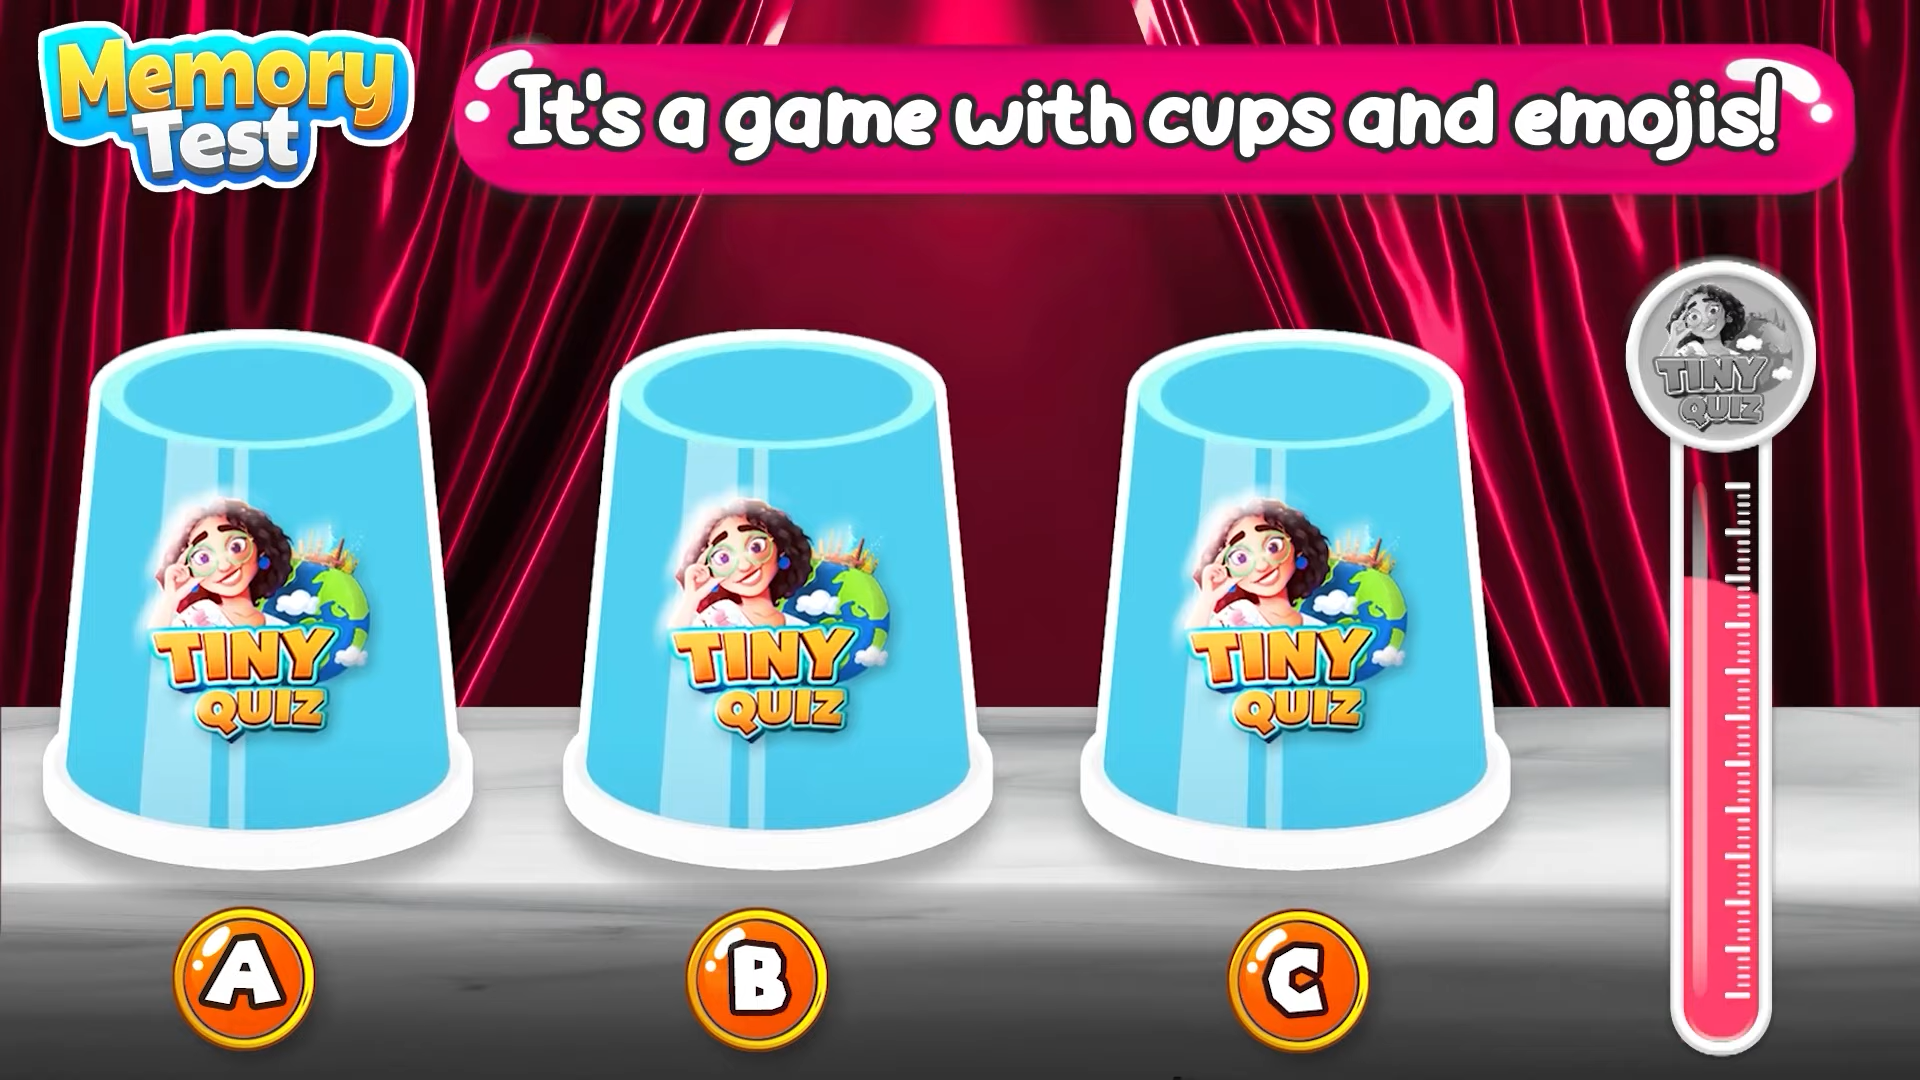 Memory
Test
It's a game with cups and emojis!
TINY
QUIZ
TINY
QUIZ
TINY
QUIZ
TINY
QUIZ
A
B
C